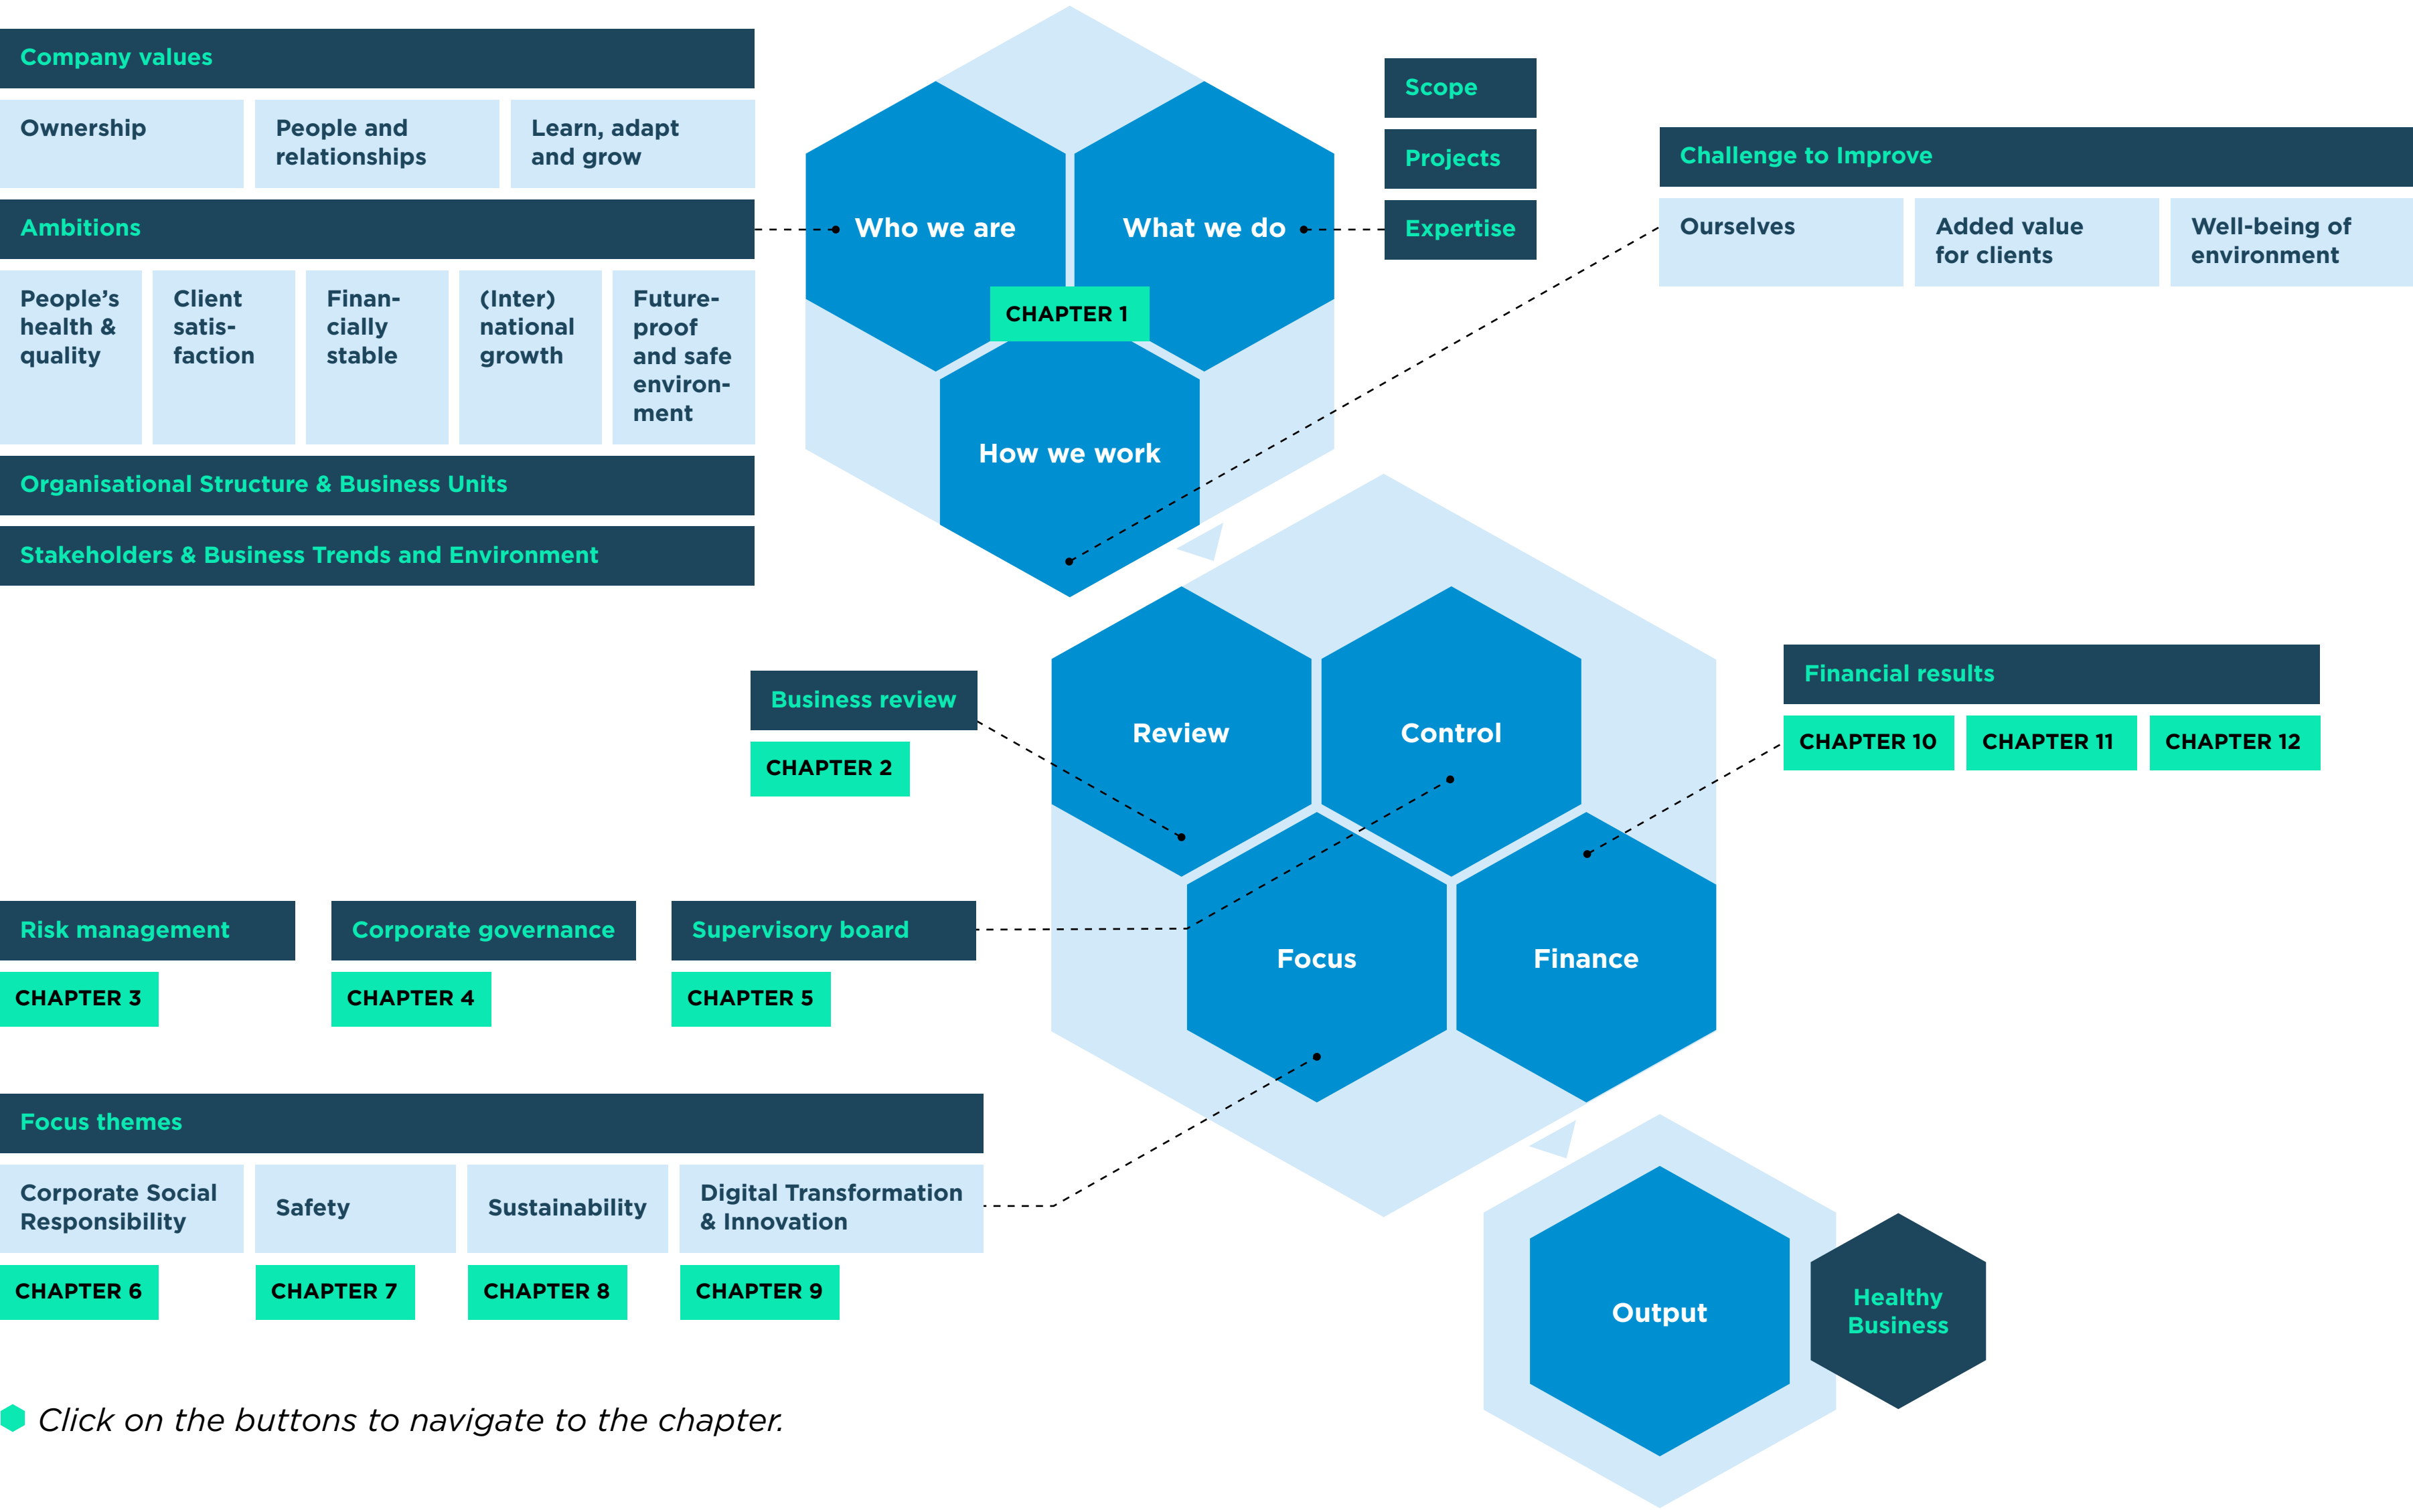 Company values
Ownership
People and
relationships
Learn, adapt
and grow
Ambitions
People’s
health &
quality
Client
satis-
faction
Finan-
cially
stable
(Inter)
national
growth
Future-
proof
and safe
environ-
ment
Organisational Structure & Business Units
Stakeholders & Business Trends and Environment
Who we are
What we do
CHAPTER 1
How we work
Scope
Projects
Expertise
Challenge to Improve
Ourselves
Added value
for clients
Well-being of
environment
Business review
CHAPTER 2
Review
Control
Focus
Finance
Financial results
CHAPTER 10
CHAPTER 11
CHAPTER 12
Risk management
CHAPTER 3
Corporate governance
CHAPTER 4
Supervisory board
CHAPTER 5
Focus themes
Corporate Social
Responsibility
Safety
Sustainability
Digital Transformation
& Innovation
CHAPTER 6
CHAPTER 7
CHAPTER 8
CHAPTER 9
Output
Healthy
Business
Click on the buttons to navigate to the chapter.